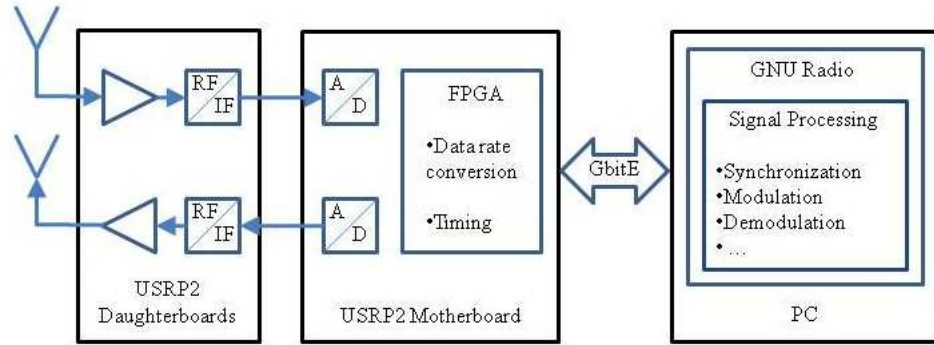 RF
IF
A
D
FPGA
•Data rate
conversion
•Timing
RF
IF
A
D
USRP2
Daughterboards
USRP2 Motherboard
GbitE
GNU Radio
Signal Processing
•Synchronization
•Modulation
•Demodulation
• ...
PC